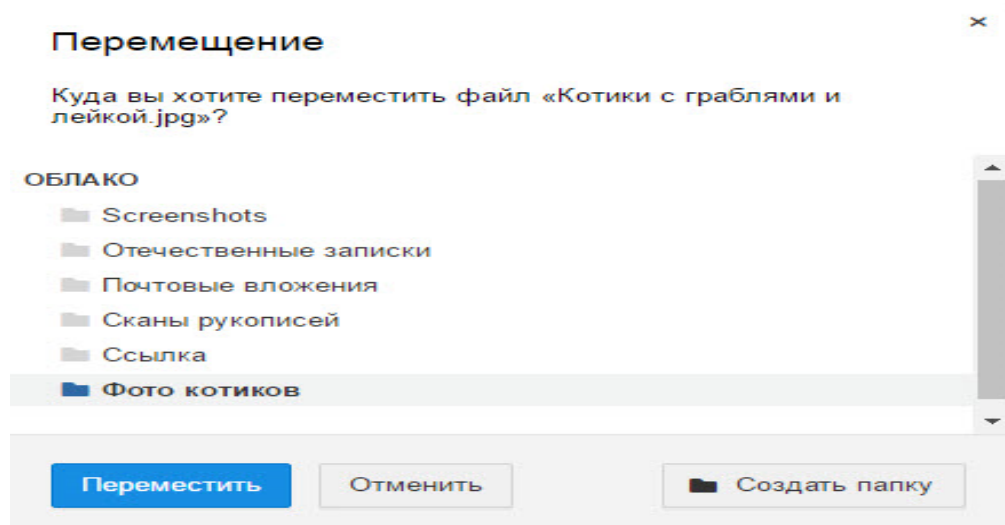 Перемещение
Куда вы хотите переместить файл «Котики с граблями и
лейкой.jpg»?
ОБЛАКО
Screenshots
Отечественные записки
Почтовые вложения
Сканы рукописей
Ссылка
Фото котиков
Переместить Отменить Создать папку